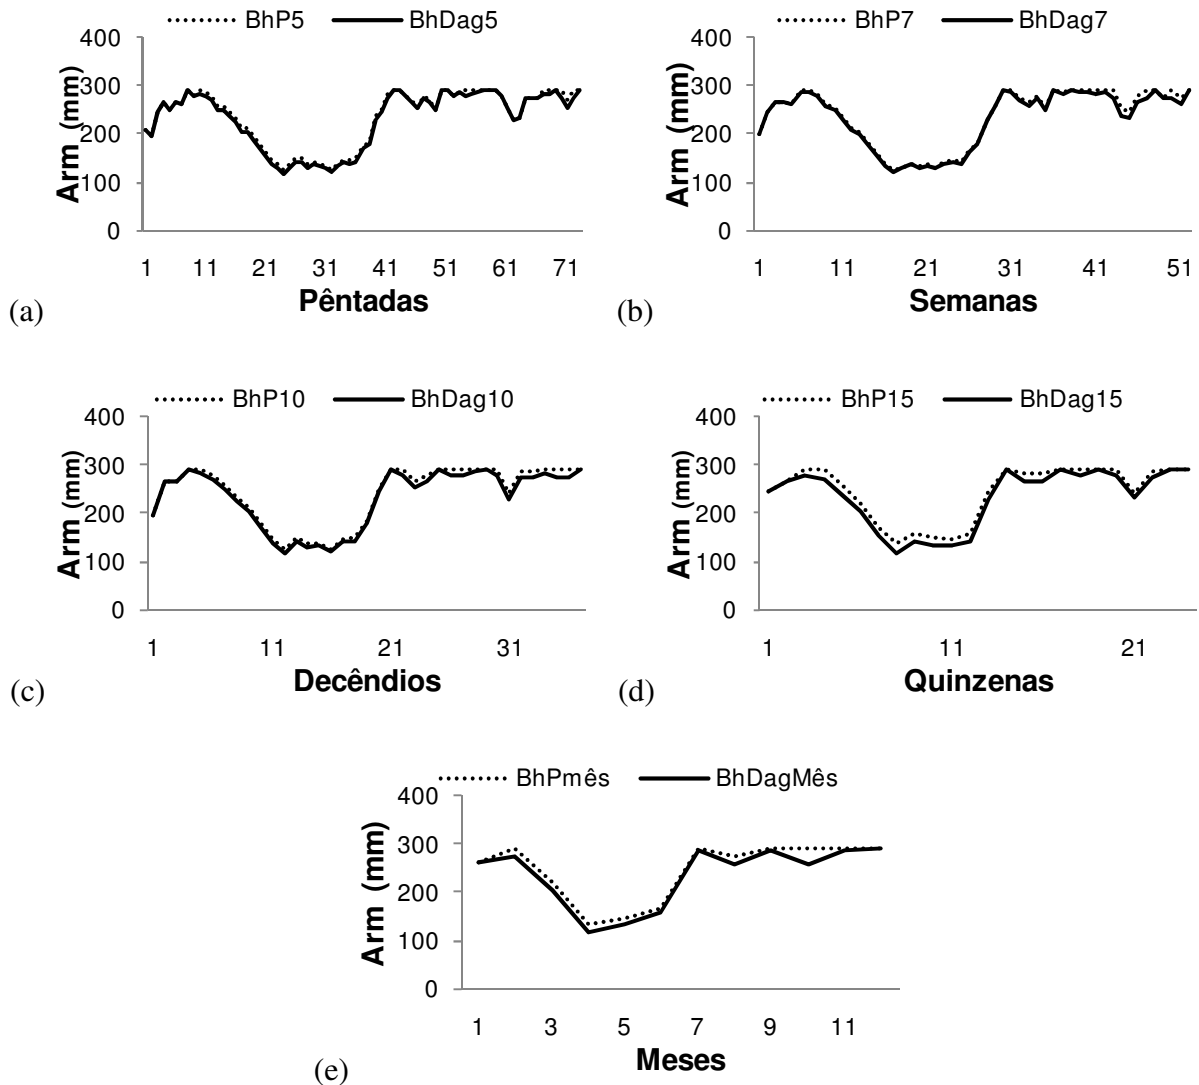 BhP5 BhDag5
400
300
200
100
0
Arm (mm)
1 11 21 31 41 51 61 71
Pêntadas
(a)
BhP7 BhDag7
400
300
200
100
0
Arm (mm)
1 11 21 31 41 51
Semanas
(b)
BhP10 BhDag10
400
300
200
100
0
Arm (mm)
1 11 21 31
Decêndios
(c)
BhP15 BhDag15
400
300
200
100
0
Arm (mm)
1 11 21
Quinzenas
(d)
BhPmês BhDagMês
400
300
200
100
0
Arm (mm)
1 3 5 7 9 11
Meses
(e)